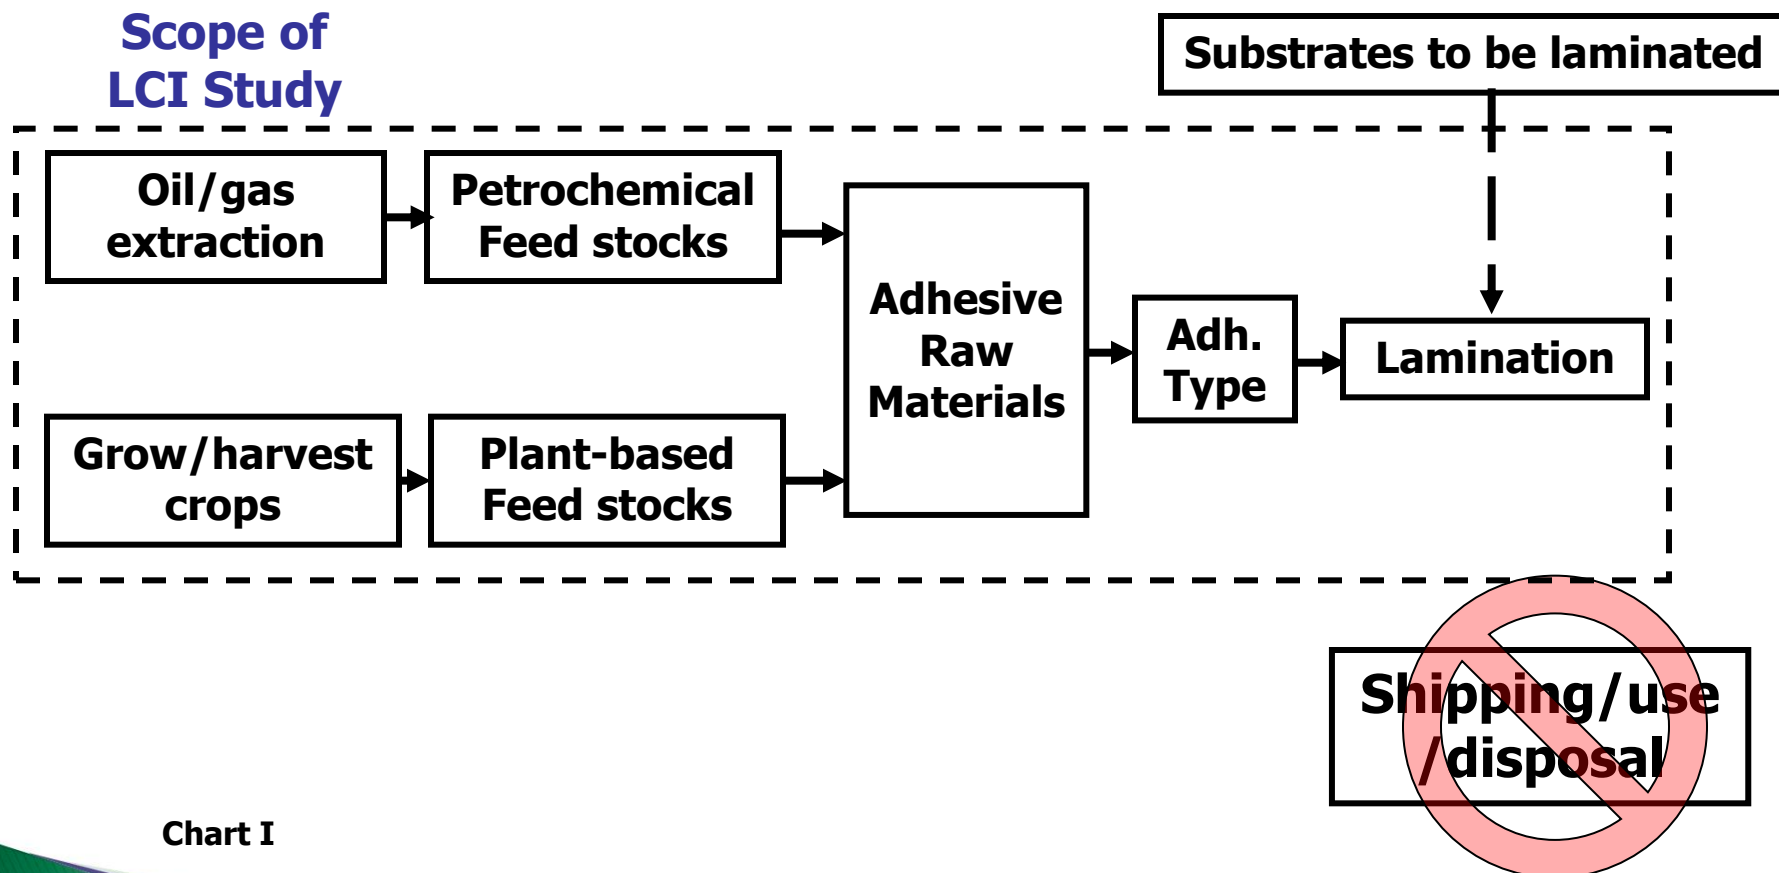 Scope of
LCI Study
Substrates to be laminated
Oil/gas
extraction
Petrochemical
Feed stocks
Adhesive
Raw
Materials
Adh.
Type
Lamination
Grow/harvest
crops
Plant-based
Feed stocks
Shipping/use
/disposal
Chart I